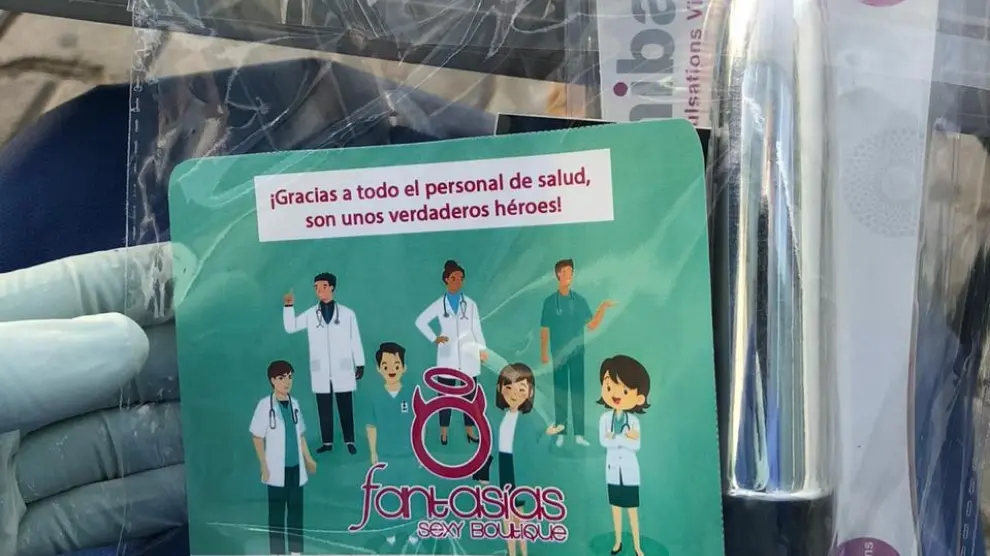 ¡Gracias a todo el personal de salud,
son unos verdaderos héroes!
fantasías
SEXY BOUTIQUE